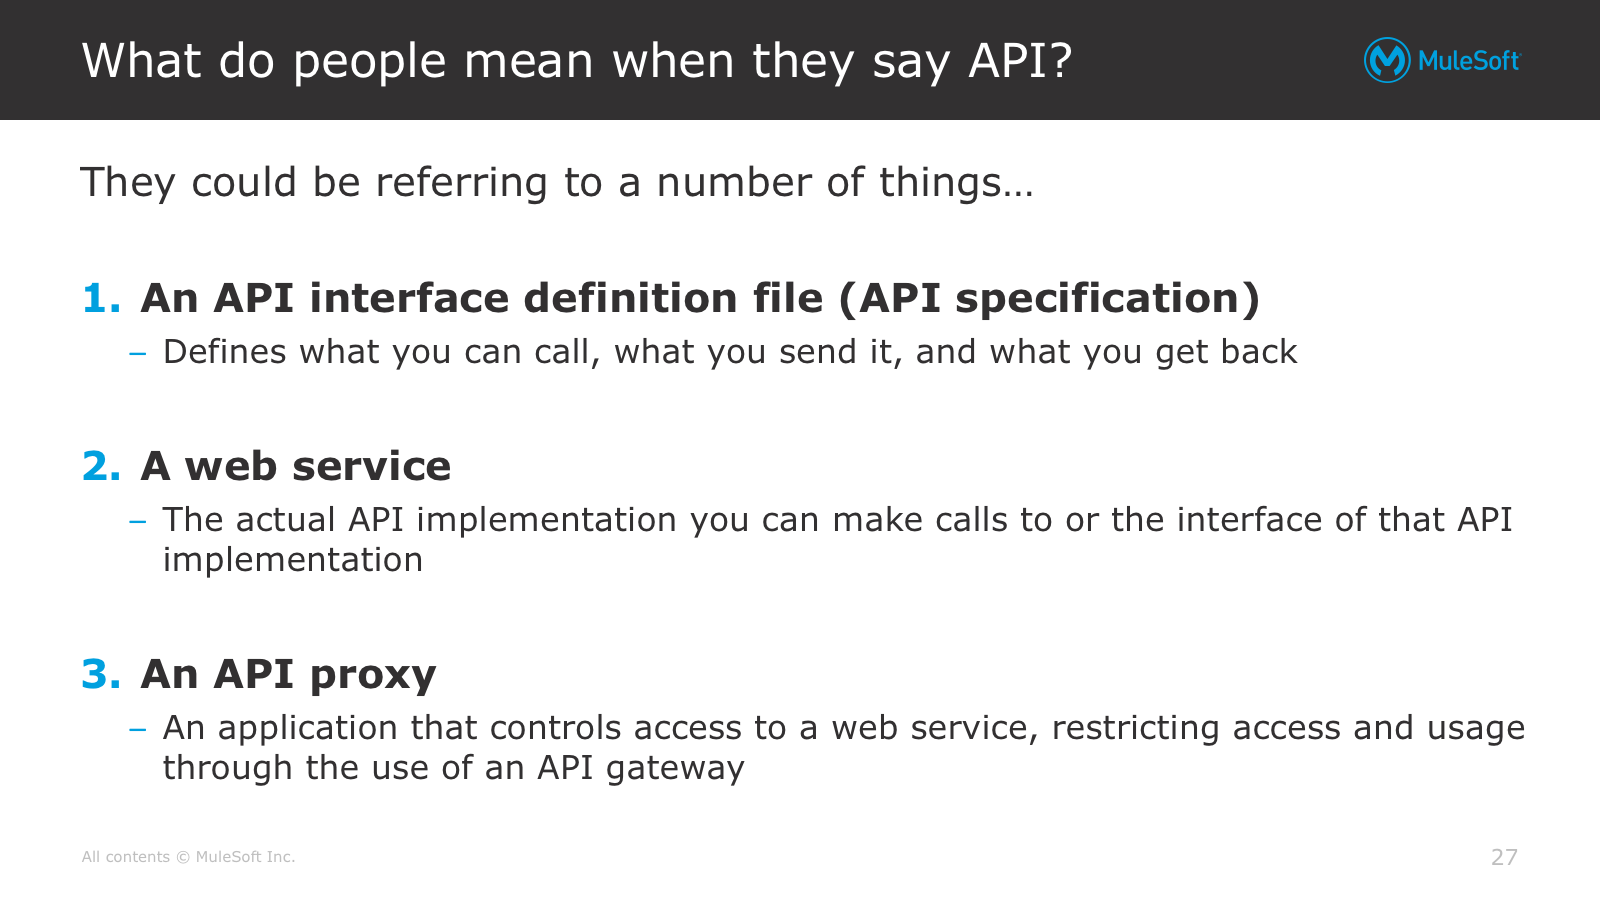 What do people mean when they say API?
MuleSoft
They could be referring to a number of things…
1. An API interface definition file (API specification)
– Defines what you can call, what you send it, and what you get back
2. A web service
– The actual API implementation you can make calls to or the interface of that API
implementation
3. An API proxy
– An application that controls access to a web service, restricting access and usage
through the use of an API gateway
All contents © MuleSoft Inc.
27